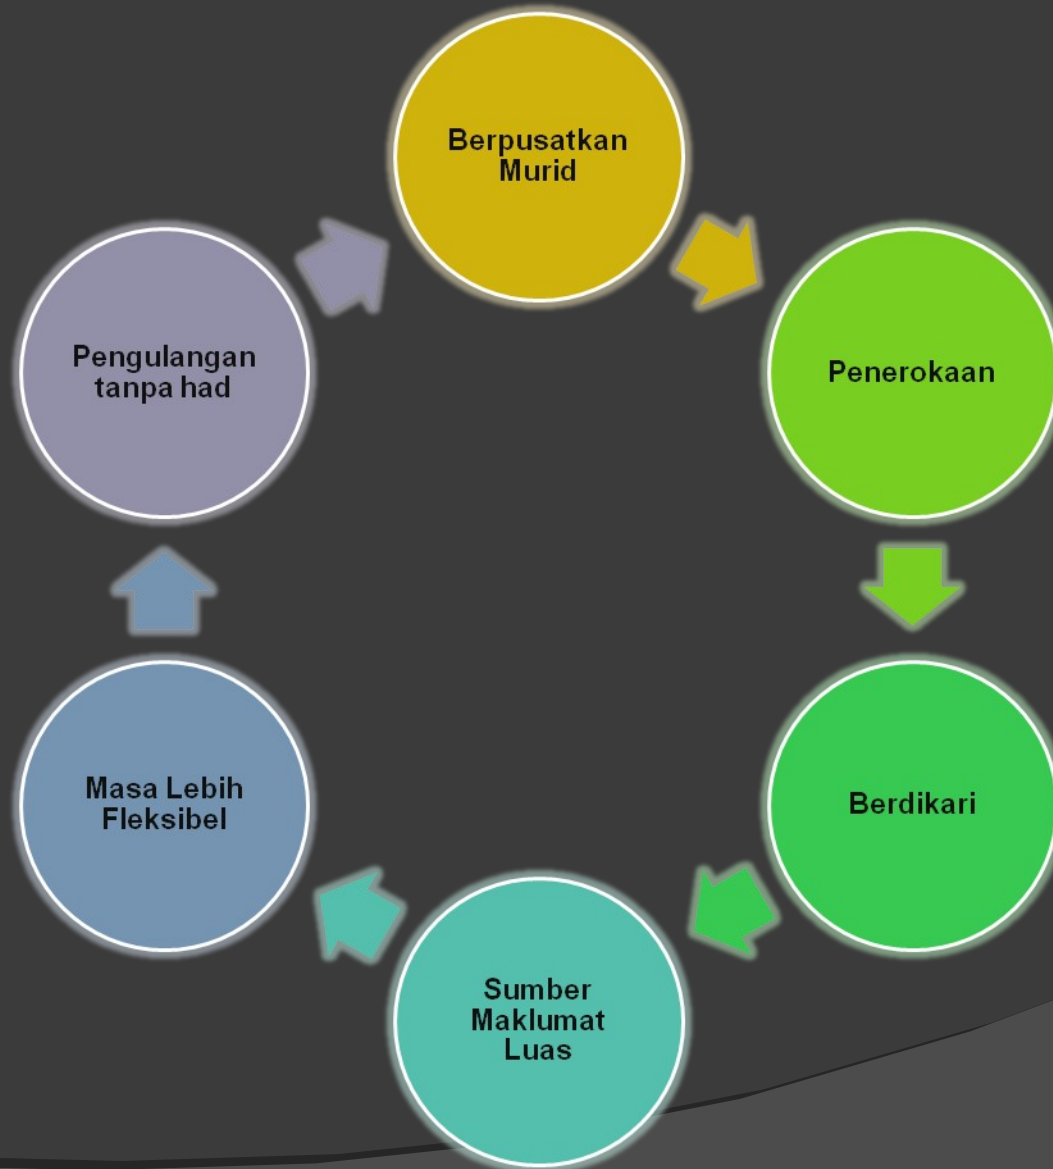 Berpusatkan
Murid
Penerokaan
Berdikari
Sumber
Maklumat
Luas
Masa Lebih
Fleksibel
Pengulangan
tanpa had